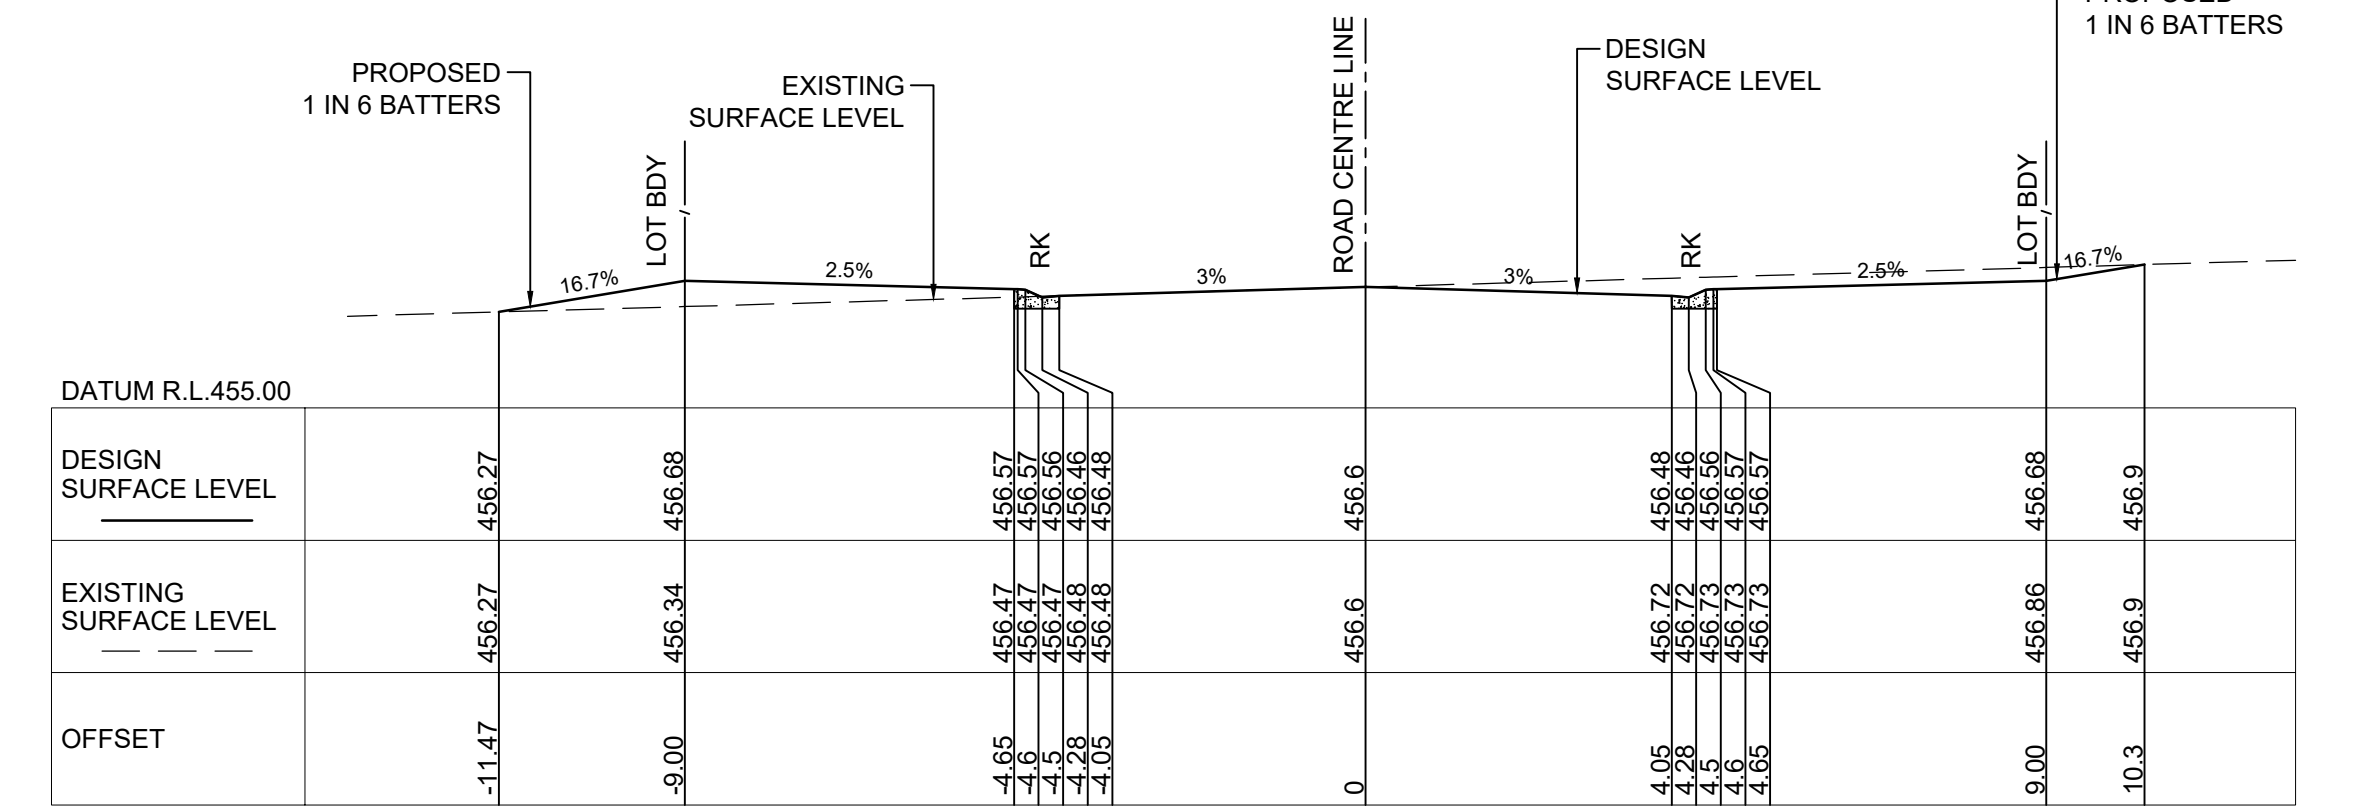 PROPOSED
1 IN 6 BATTERS
PROPOSED
1 IN 6 BATTERS
EXISTING
SURFACE LEVEL
DESIGN
SURFACE LEVEL
LOT BDY
RK
ROAD CENTRE LINE
RK
LOT BDY
16.7%
2.5%
3%
3%
2.5%
16.7%
DATUM R.L.455.00
DESIGN
SURFACE LEVEL
456.27
456.68
456.57
456.57
456.56
456.46
456.48
456.6
456.48
456.46
456.56
456.57
456.57
456.68
456.9
EXISTING
SURFACE LEVEL
456.27
456.34
456.47
456.47
456.47
456.48
456.48
456.6
456.72
456.72
456.73
456.73
456.73
456.86
456.9
OFFSET
-11.47
-9.00
-4.65
-4.6
-4.5
-4.28
-4.05
0
4.05
4.28
4.5
4.6
4.65
9.00
10.3